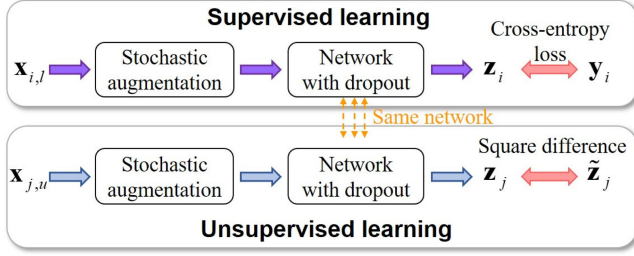 Supervised learning
x_{i,l}
Stochastic
augmentation
Network
with dropout
z_i
Cross-entropy
loss
y_i
Same network
x_{j,u}
Stochastic
augmentation
Network
with dropout
z_j
Square difference
z̃_j
Unsupervised learning